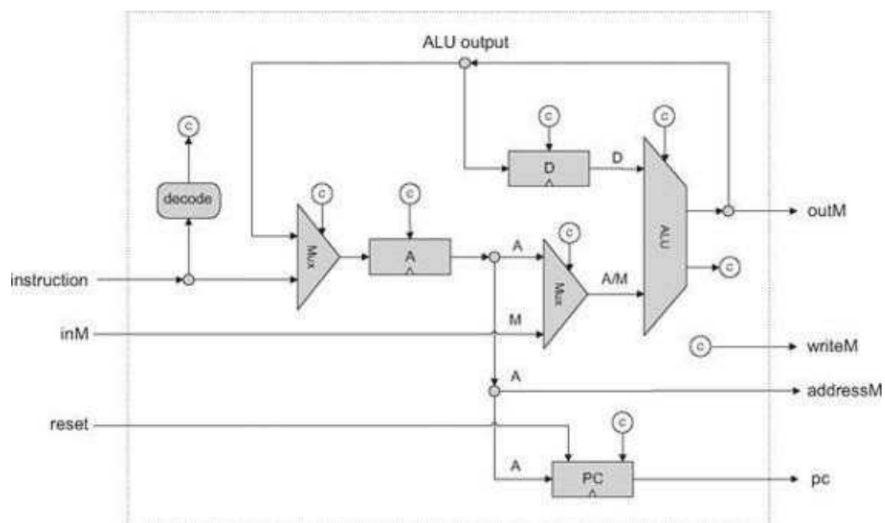 ALU output
c
c
c
D
D
decode
c
c
Mux
A
A
c
Mux
A/M
ALU
outM
c
instruction
inM
M
c
writeM
A
addressM
reset
c
A
PC
pc